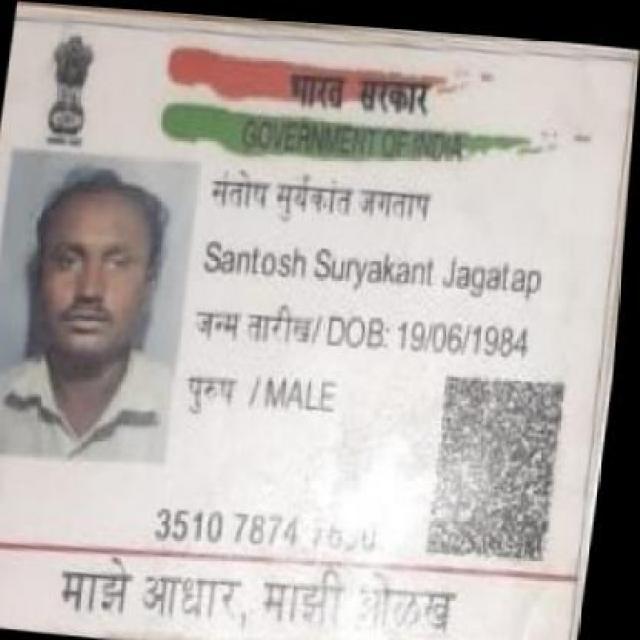 भारत सरकार
GOVERNMENT OF INDIA
संतोष सुर्यकांत जगताप
Santosh Suryakant Jagatap
जन्म तारीख/ DOB: 19/06/1984
पुरुष / MALE
3510 7874
माझे आधार, माझी ओळख